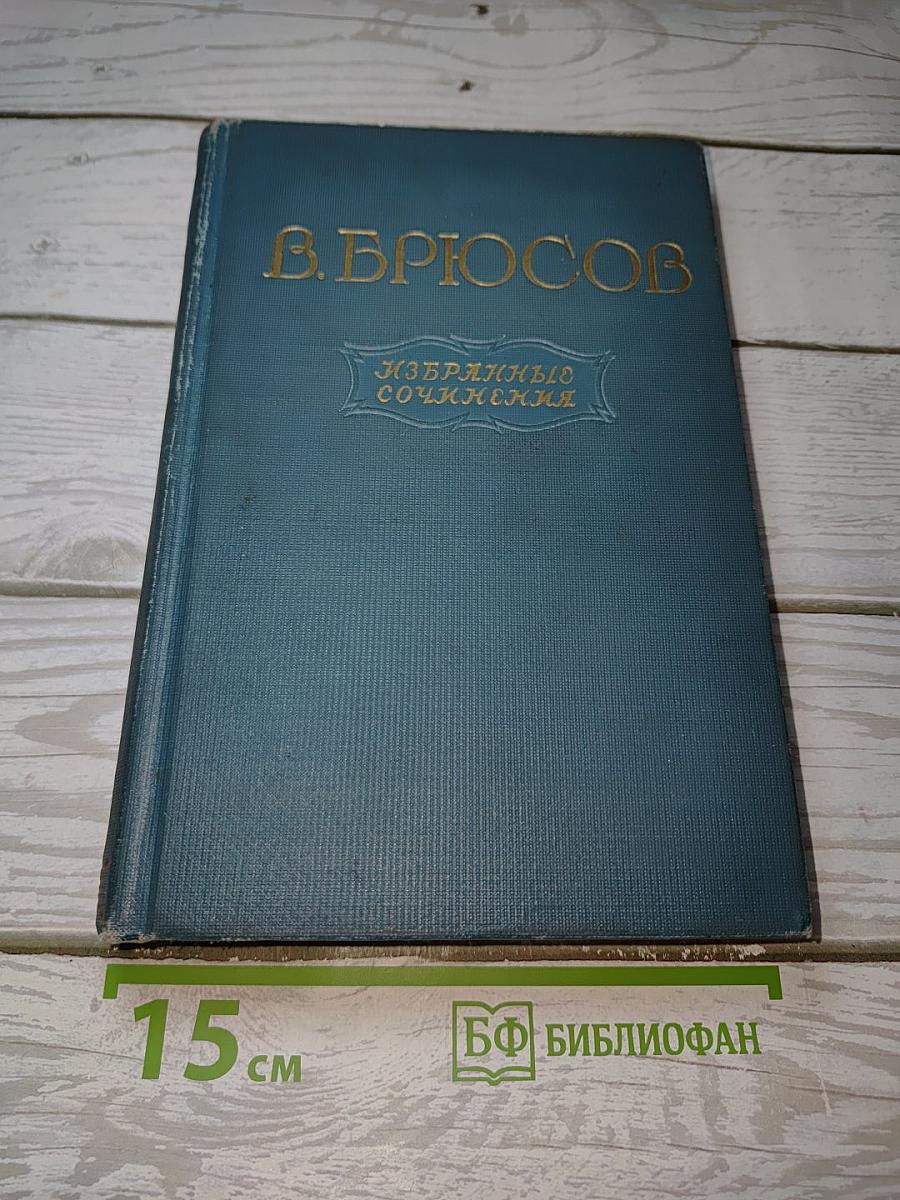 В. БРЮСОВ
ИЗБРАННЫЕ
СОЧИНЕНИЯ
15 см
БФ БИБЛИОФАН